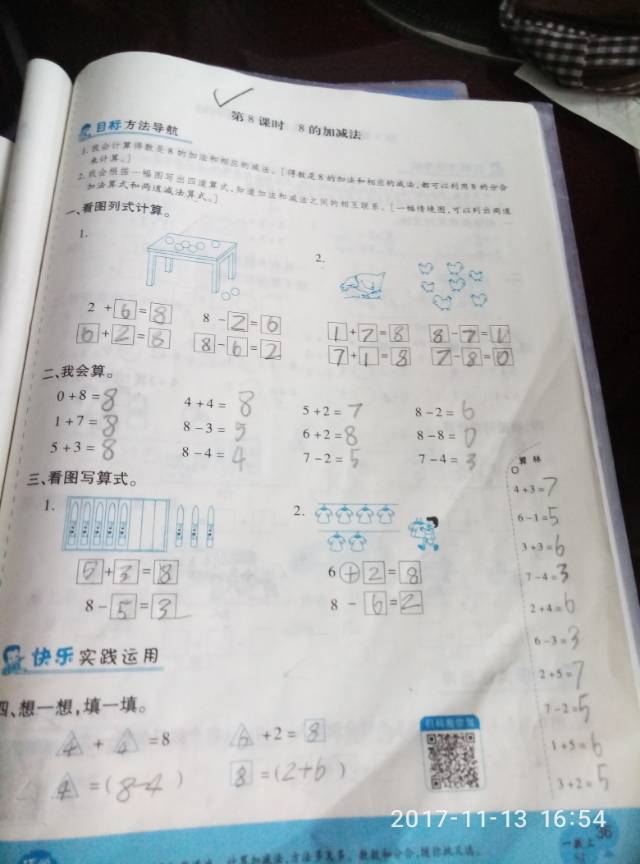 第 8 课时 8 的加减法
目标 方法导航
1.我会计算得数是 8 的加法和相应的减法。[得数是 8 的加法和相应的减法,都可以利用 8 的分合
来计算。]
2.我会根据一幅图写出四道算式,知道加法和减法之间的相互联系。[一幅情境图,可以列出两道
加法算式和两道减法算式。]
一、看图列式计算。
1.
2 + 6 = 8 8 - 2 = 6
6 + 2 = 8 8 - 6 = 2
2.
1 + 7 = 8 8 - 7 = 1
7 + 1 = 8 7 - 8 = 0
二、我会算。
0 + 8 = 8 4 + 4 = 8 5 + 2 = 7 8 - 2 = 6
1 + 7 = 8 8 - 3 = 5 6 + 2 = 8 8 - 8 = 0
5 + 3 = 8 8 - 4 = 4 7 - 2 = 5 7 - 4 = 3
三、看图写算式。
1.
5 + 3 = 8
8 - 5 = 3
2.
6 + 2 = 8
8 - 6 = 2
快乐 实践运用
四、想一想,填一填。
4 + 4 = 8 6 + 2 = 8
4 = ( 8-4 ) 8 = ( 2+6 )
算 林
4 + 3 = 7
6 - 1 = 5
3 + 3 = 6
7 - 4 = 3
2 + 4 = 6
6 - 3 = 3
2 + 5 = 7
7 - 2 = 5
1 + 5 = 6
3 + 2 = 5
2017-11-13 16:54
36
一数上